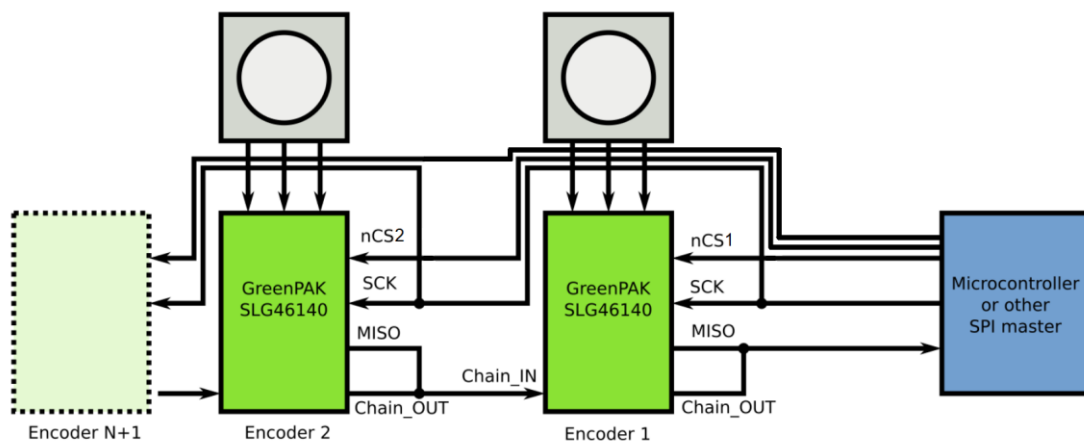 nCS2
nCS1
GreenPAK
SLG46140
SCK
GreenPAK
SLG46140
SCK
Microcontroller
or other
SPI master
MISO
MISO
Chain_IN
Chain_OUT
Chain_OUT
Encoder N+1
Encoder 2
Encoder 1